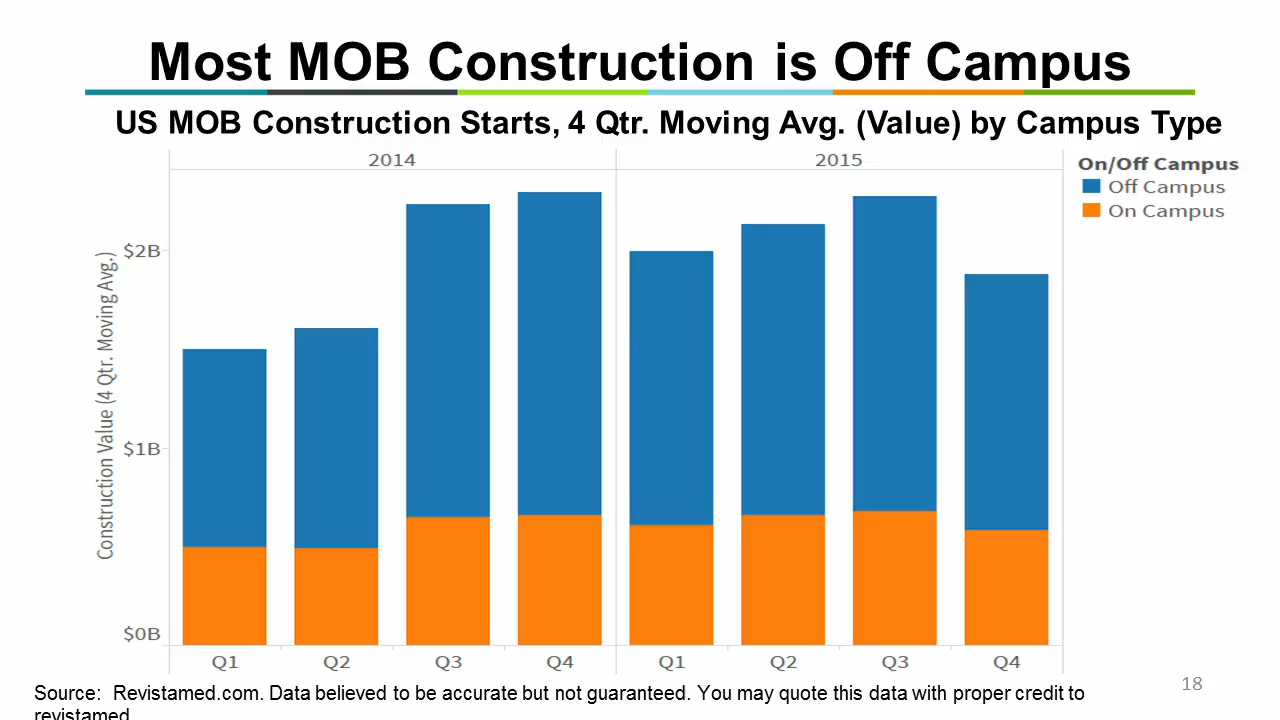 Most MOB Construction is Off Campus
US MOB Construction Starts, 4 Qtr. Moving Avg. (Value) by Campus Type
2014
2015
On/Off Campus
Off Campus
On Campus
Construction Value (4 Qtr. Moving Avg.)
$2B
$1B
$0B
Q1
Q2
Q3
Q4
Q1
Q2
Q3
Q4
Source: Revistamed.com. Data believed to be accurate but not guaranteed. You may quote this data with proper credit to
revistamed
18